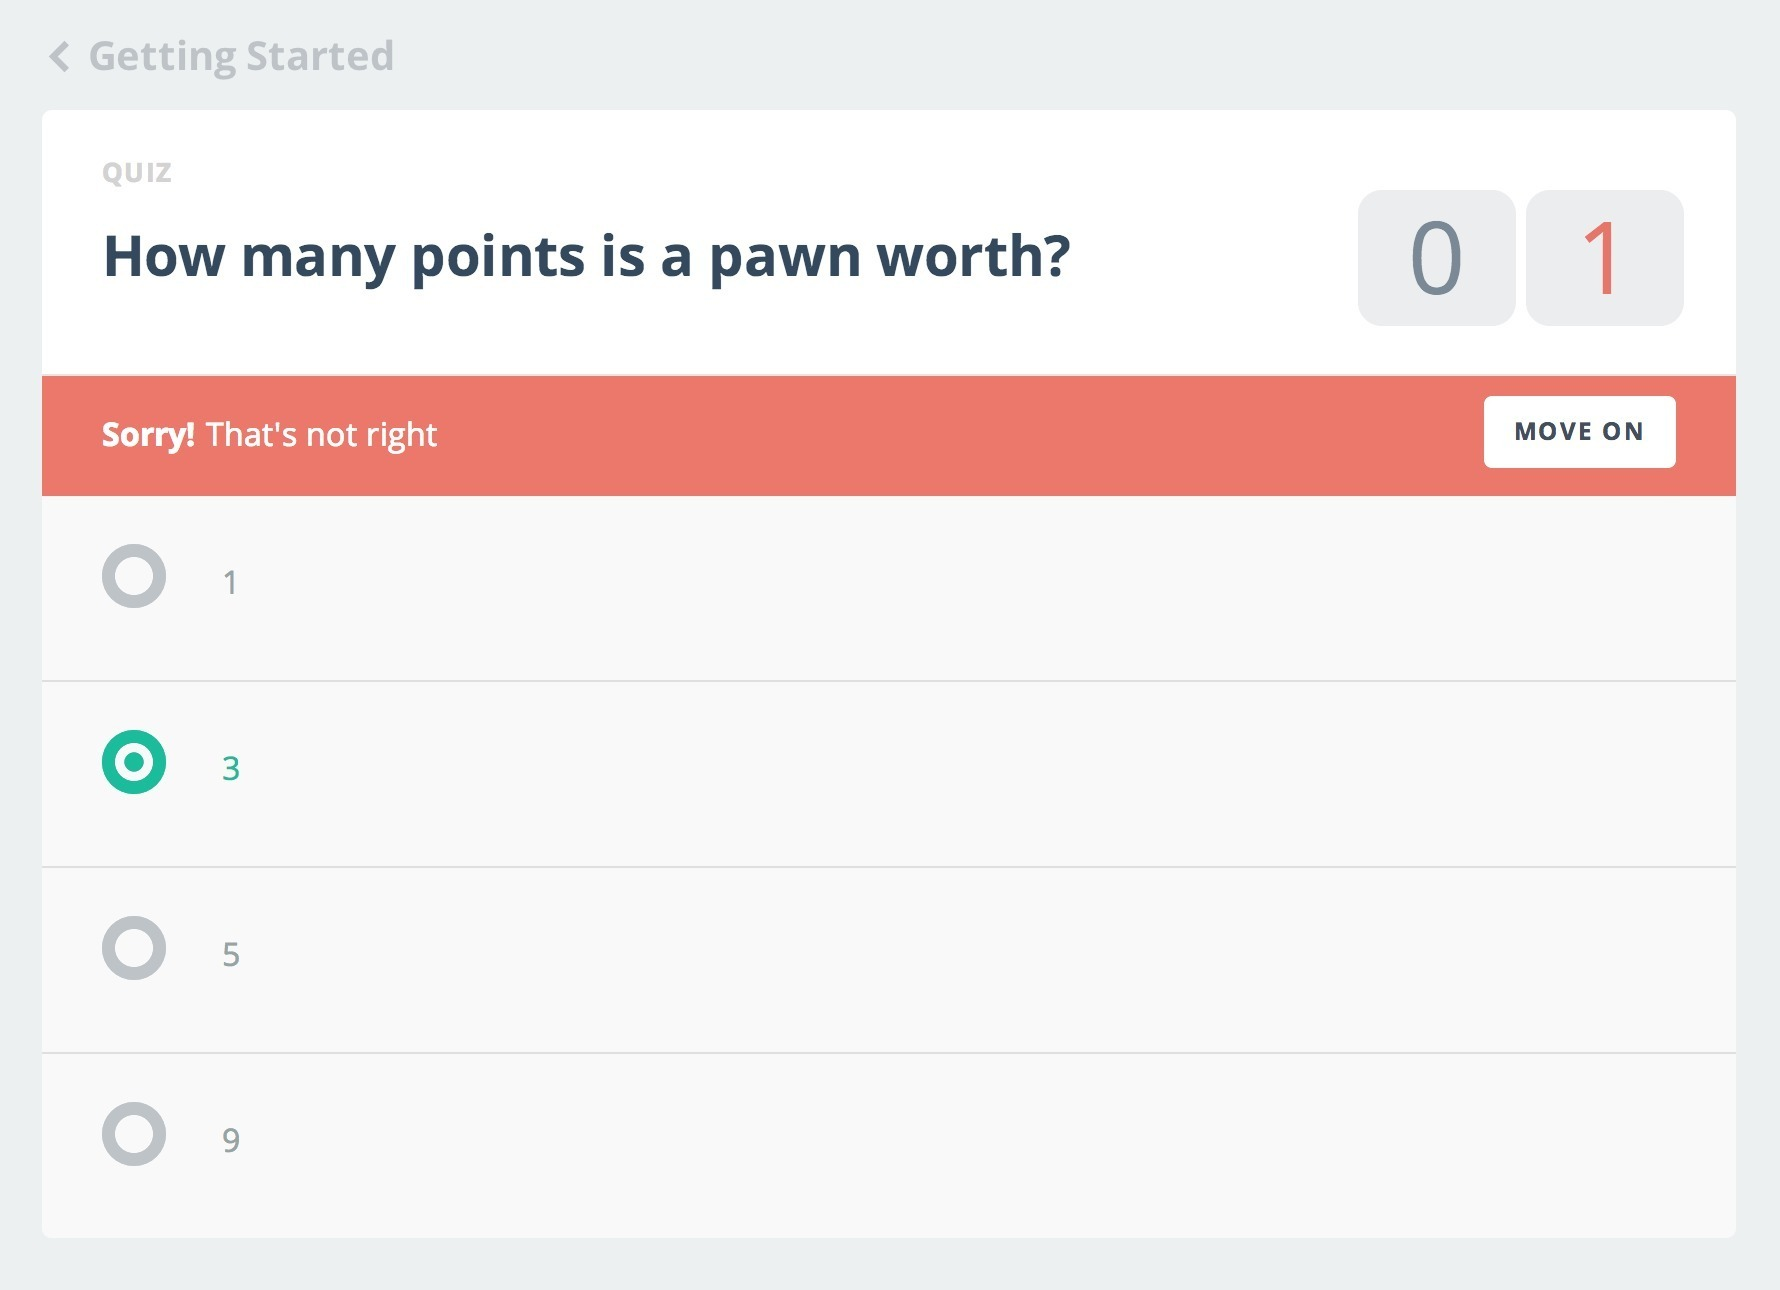 Getting Started
QUIZ
How many points is a pawn worth?
0 1
Sorry! That's not right
MOVE ON
1
3
5
9